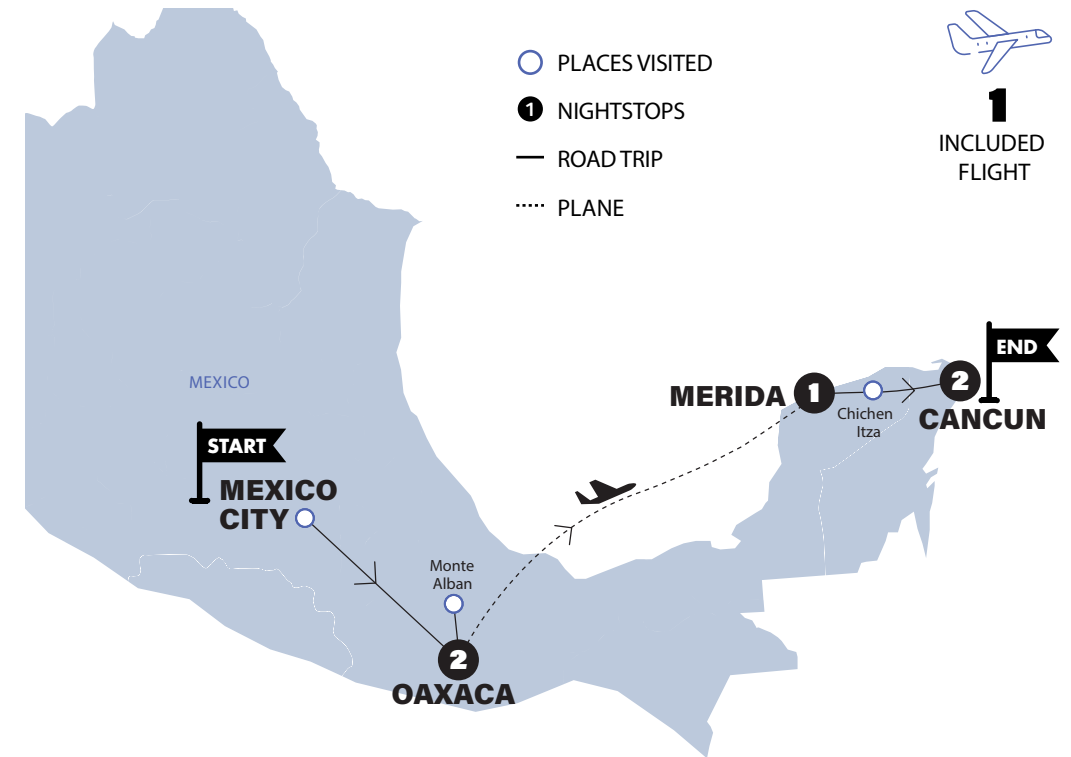 PLACES VISITED
1 NIGHTSTOPS
ROAD TRIP
PLANE
1
INCLUDED
FLIGHT
MEXICO
START
MEXICO
CITY
Monte
Alban
2
OAXACA
MERIDA 1
Chichen
Itza
2
CANCUN
END